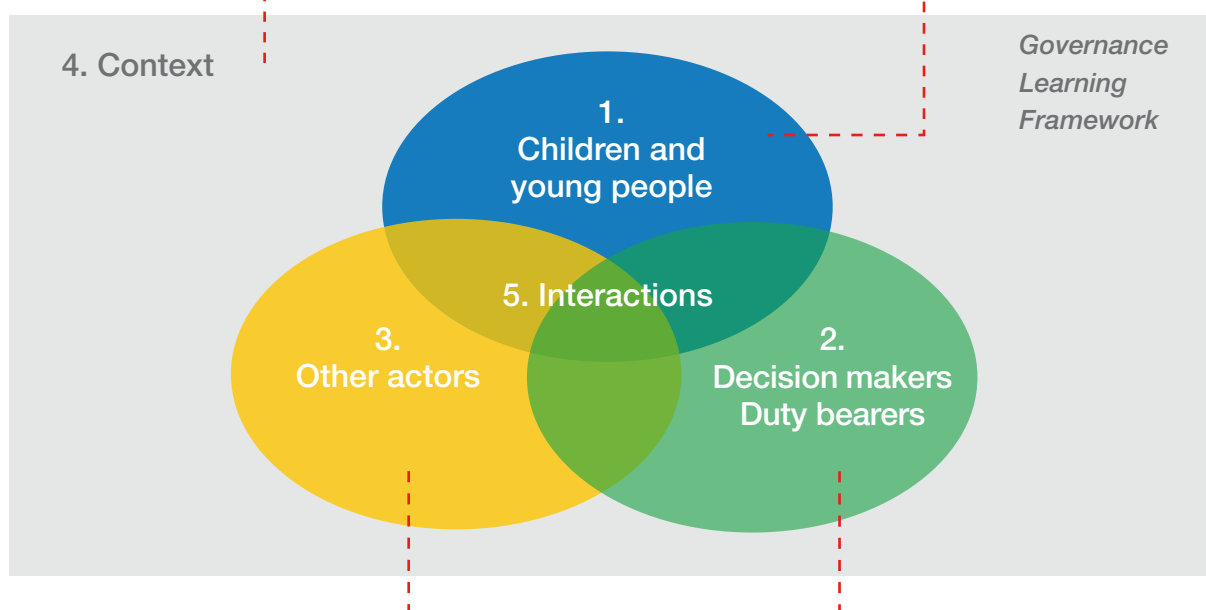 4. Context
Governance
Learning
Framework
1.
Children and
young people
5. Interactions
3.
Other actors
2.
Decision makers
Duty bearers